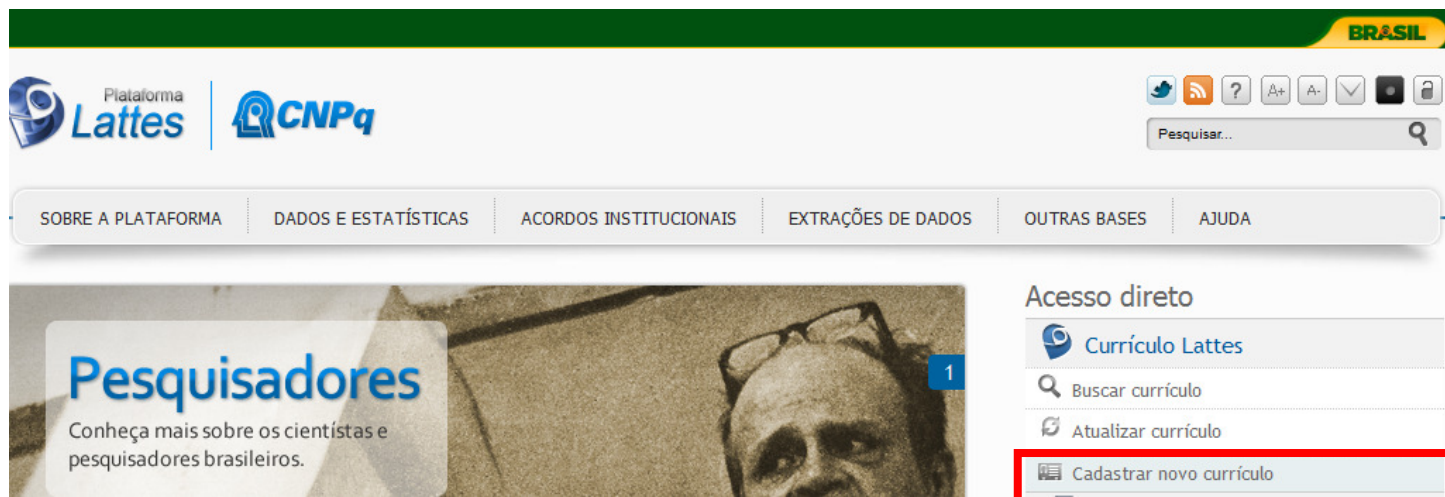 BRASIL
Plataforma
Lattes
CNPq
? A+ A-
Pesquisar...
SOBRE A PLATAFORMA DADOS E ESTATÍSTICAS ACORDOS INSTITUCIONAIS EXTRAÇÕES DE DADOS OUTRAS BASES AJUDA
Pesquisadores
Conheça mais sobre os cientístas e
pesquisadores brasileiros.
1
Acesso direto
Currículo Lattes
Buscar currículo
Atualizar currículo
Cadastrar novo currículo